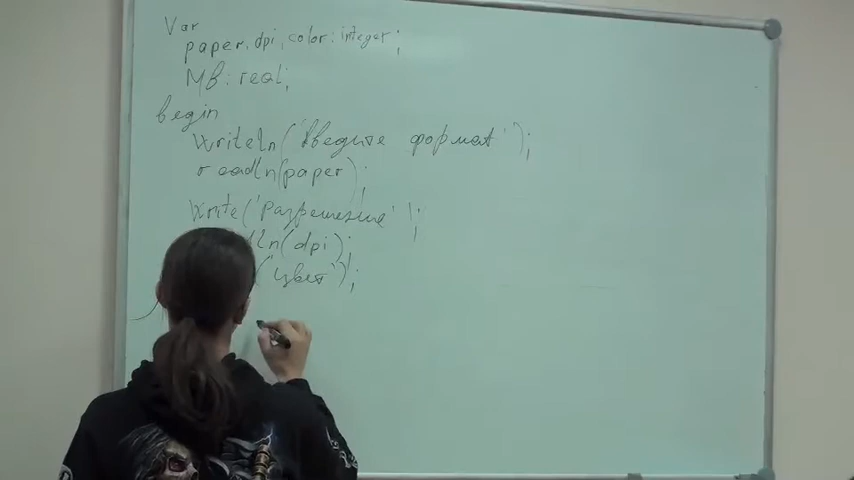 Var
paper, dpi, color: integer;
MB: real;
begin
writeln('Введите формат');
readln(paper);
write('Разрешение');
ln(dpi);
('цвет');